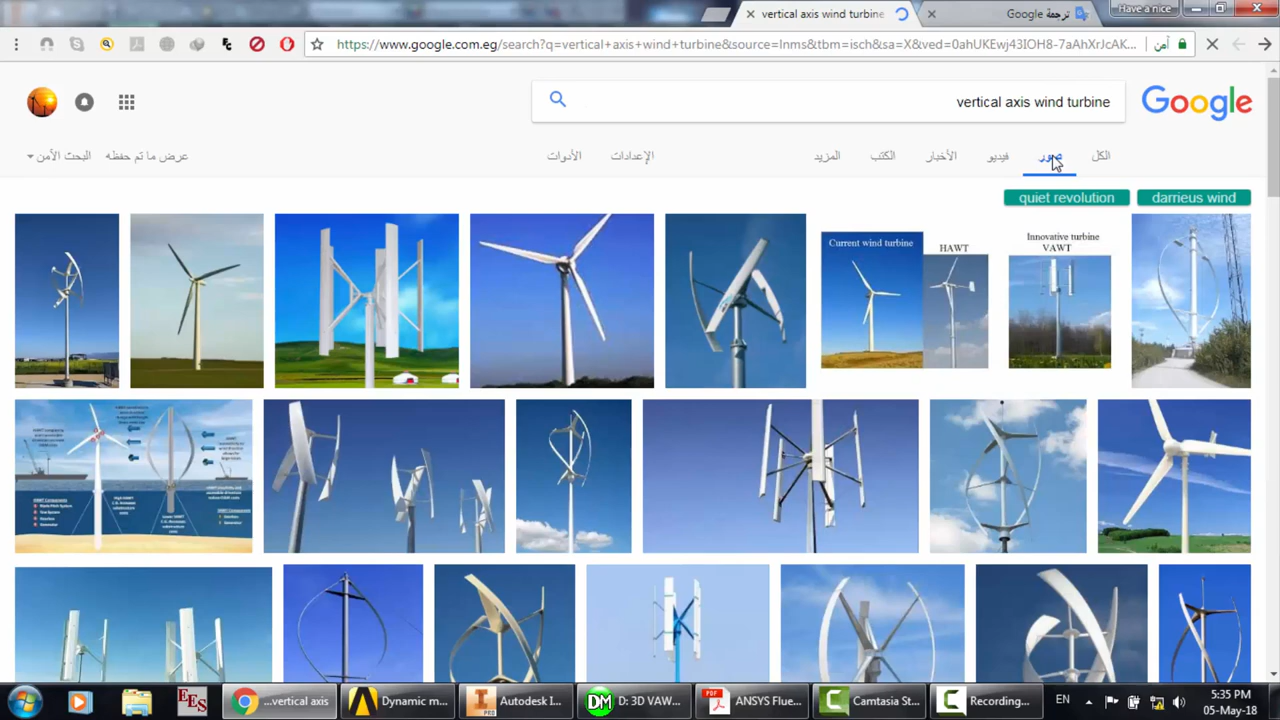 vertical axis wind turbine
ترجمة Google
Have a nice
https://www.google.com.eg/search?q=vertical+axis+wind+turbine&source=lnms&tbm=isch&sa=X&ved=0ahUKEwj43IOH8-7aAhXrJcAK...
آمن
vertical axis wind turbine
Google
الكل
صور
فيديو
الأخبار
الكتب
المزيد
الإعدادات
الأدوات
عرض ما تم حفظه
البحث الآمن
quiet revolution
darrieus wind
Current wind turbine
HAWT
Innovative turbine
VAWT
EES
...vertical axis
Dynamic m...
Autodesk I...
D: 3D VAW...
ANSYS Flue...
Camtasia St...
Recording...
EN
5:35 PM
05-May-18